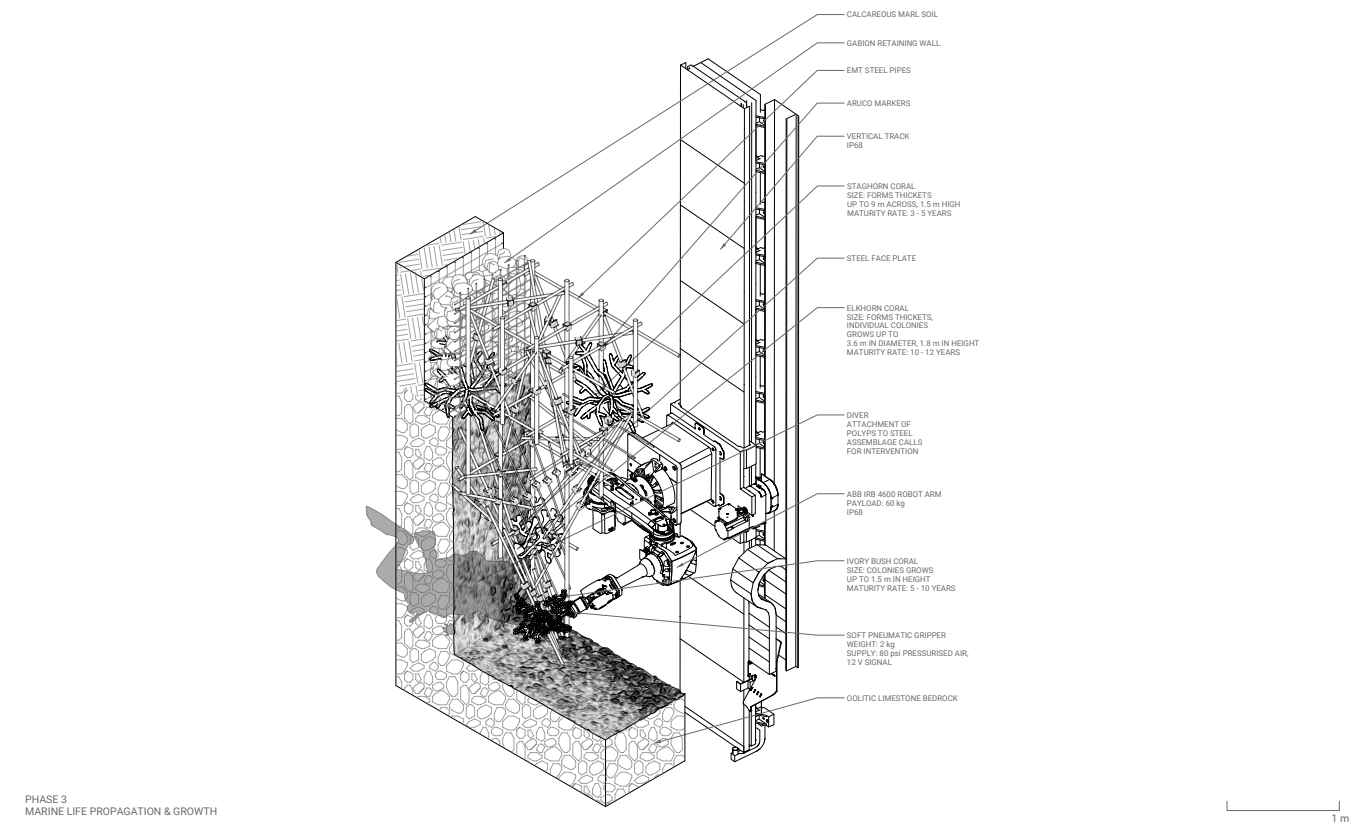 CALCAREOUS MARL SOIL
GABION RETAINING WALL
EMT STEEL PIPES
ARUCO MARKERS
VERTICAL TRACK
IP68
STAGHORN CORAL
SIZE: FORMS THICKETS
UP TO 9 m ACROSS, 1.5 m HIGH
MATURITY RATE: 3 - 5 YEARS
STEEL FACE PLATE
ELKHORN CORAL
SIZE: FORMS THICKETS,
INDIVIDUAL COLONIES
GROWS UP TO
3.6 m IN DIAMETER, 1.8 m IN HEIGHT
MATURITY RATE: 10 - 12 YEARS
DIVER
ATTACHMENT OF
POLYPS TO STEEL
ASSEMBLAGE CALLS
FOR INTERVENTION
ABB IRB 4600 ROBOT ARM
PAYLOAD: 60 kg
IP68
IVORY BUSH CORAL
SIZE: COLONIES GROWS
UP TO 1.5 m IN HEIGHT
MATURITY RATE: 5 - 10 YEARS
SOFT PNEUMATIC GRIPPER
WEIGHT: 2 kg
SUPPLY: 80 psi PRESSURISED AIR,
12 V SIGNAL
OOLITIC LIMESTONE BEDROCK
PHASE 3
MARINE LIFE PROPAGATION & GROWTH
1 m